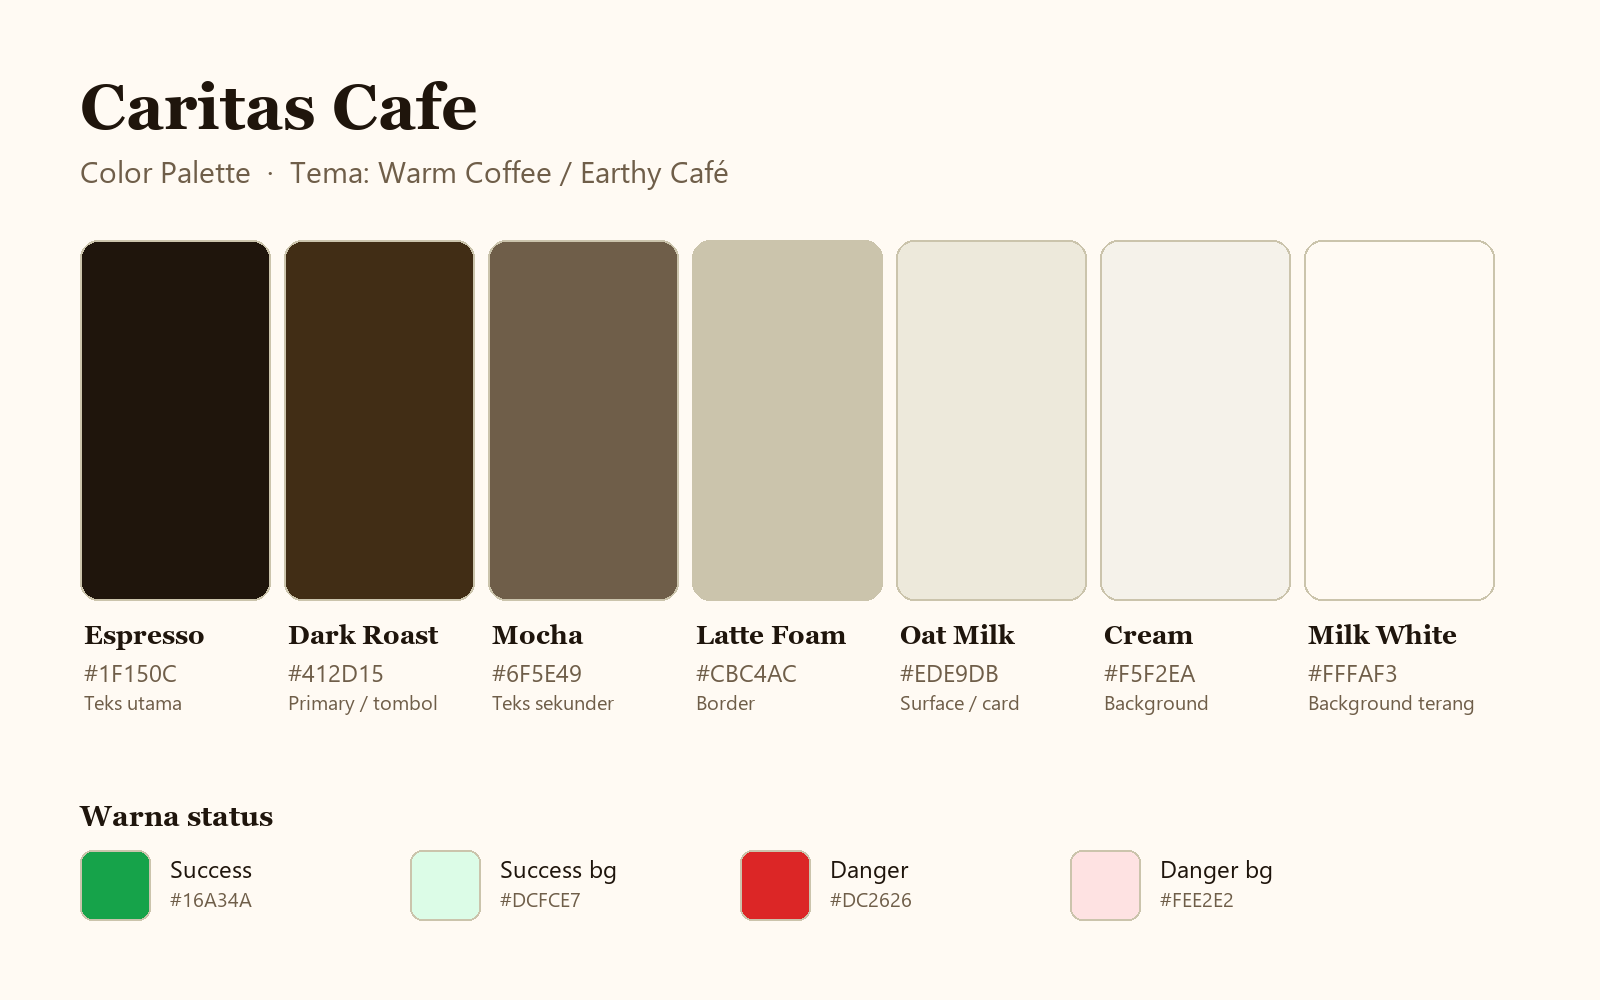 Caritas Cafe
Color Palette · Tema: Warm Coffee / Earthy Café
Espresso
#1F150C
Teks utama
Dark Roast
#412D15
Primary / tombol
Mocha
#6F5E49
Teks sekunder
Latte Foam
#CBC4AC
Border
Oat Milk
#EDE9DB
Surface / card
Cream
#F5F2EA
Background
Milk White
#FFFAF3
Background terang
Warna status
Success
#16A34A
Success bg
#DCFCE7
Danger
#DC2626
Danger bg
#FEE2E2